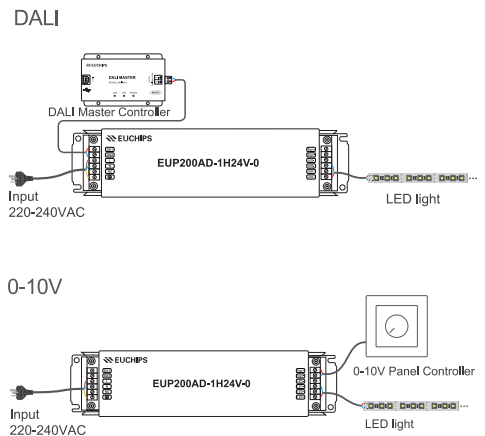 DALI
EUCHIPS
DALI MASTER
DALI Master Controller
EUCHIPS
EUP200AD-1H24V-0
Input
220-240VAC
LED light
0-10V
EUCHIPS
EUP200AD-1H24V-0
0-10V Panel Controller
Input
220-240VAC
LED light